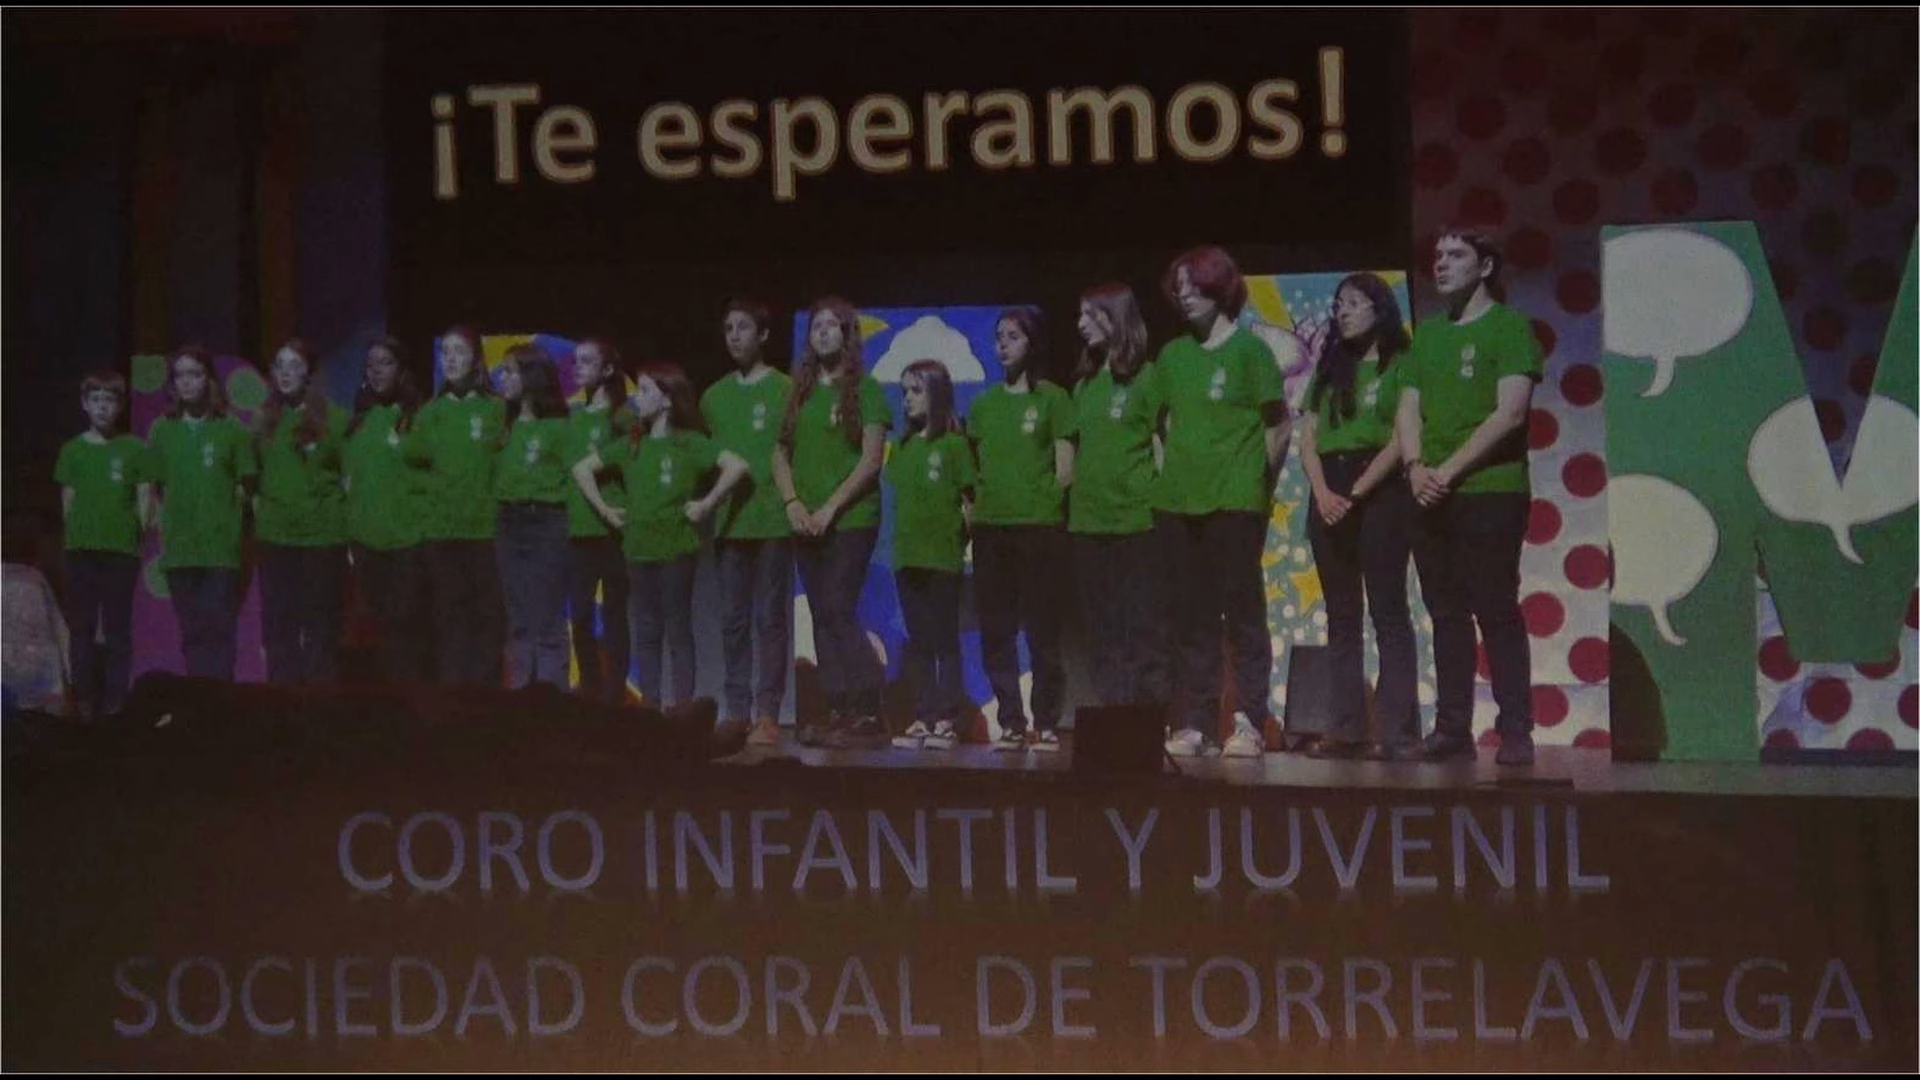 ¡Te esperamos!
CORO INFANTIL Y JUVENIL
SOCIEDAD CORAL DE TORRELAVEGA